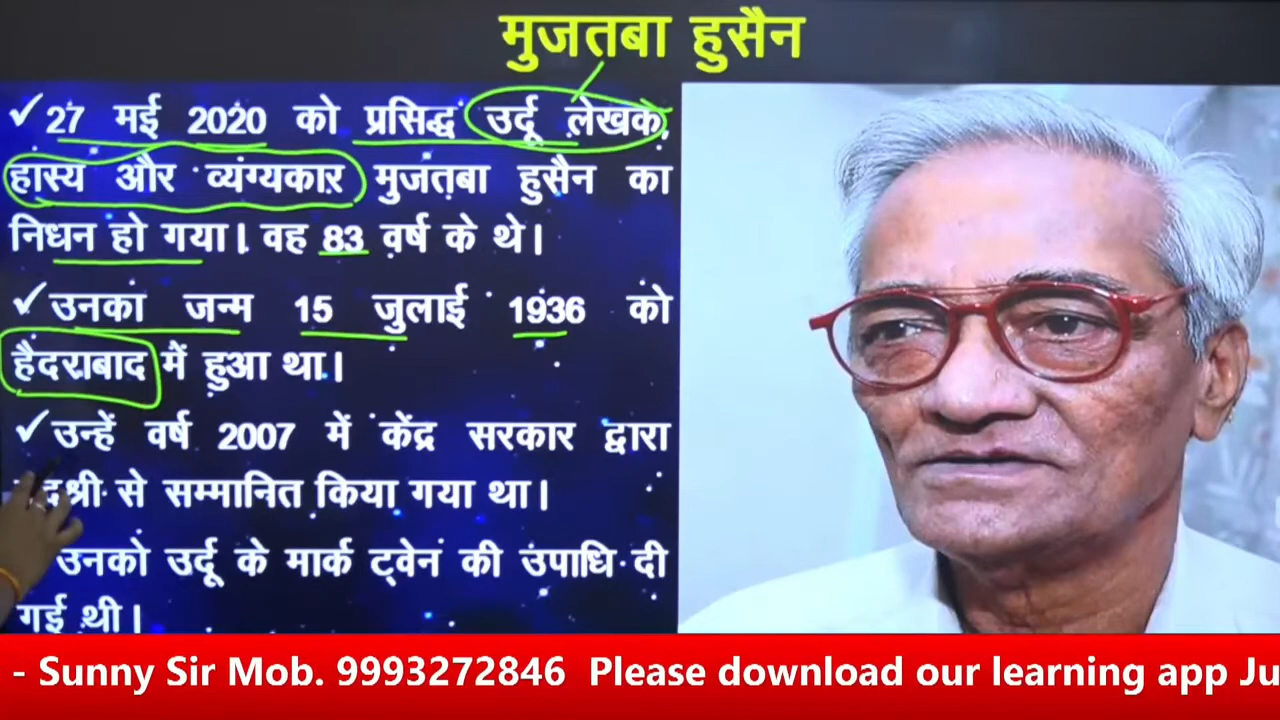 मुजतबा हुसैन
✓27 मई 2020 को प्रसिद्ध उर्दू लेखक,
हास्य और व्यंग्यकार मुजतबा हुसैन का
निधन हो गया। वह 83 वर्ष के थे।
✓उनका जन्म 15 जुलाई 1936 को
हैदराबाद में हुआ था।
✓उन्हें वर्ष 2007 में केंद्र सरकार द्वारा
से सम्मानित किया गया था।
उनको उर्दू के मार्क ट्वेन की उपाधि दी
गई थी।
- Sunny Sir Mob. 9993272846 Please download our learning app Ju